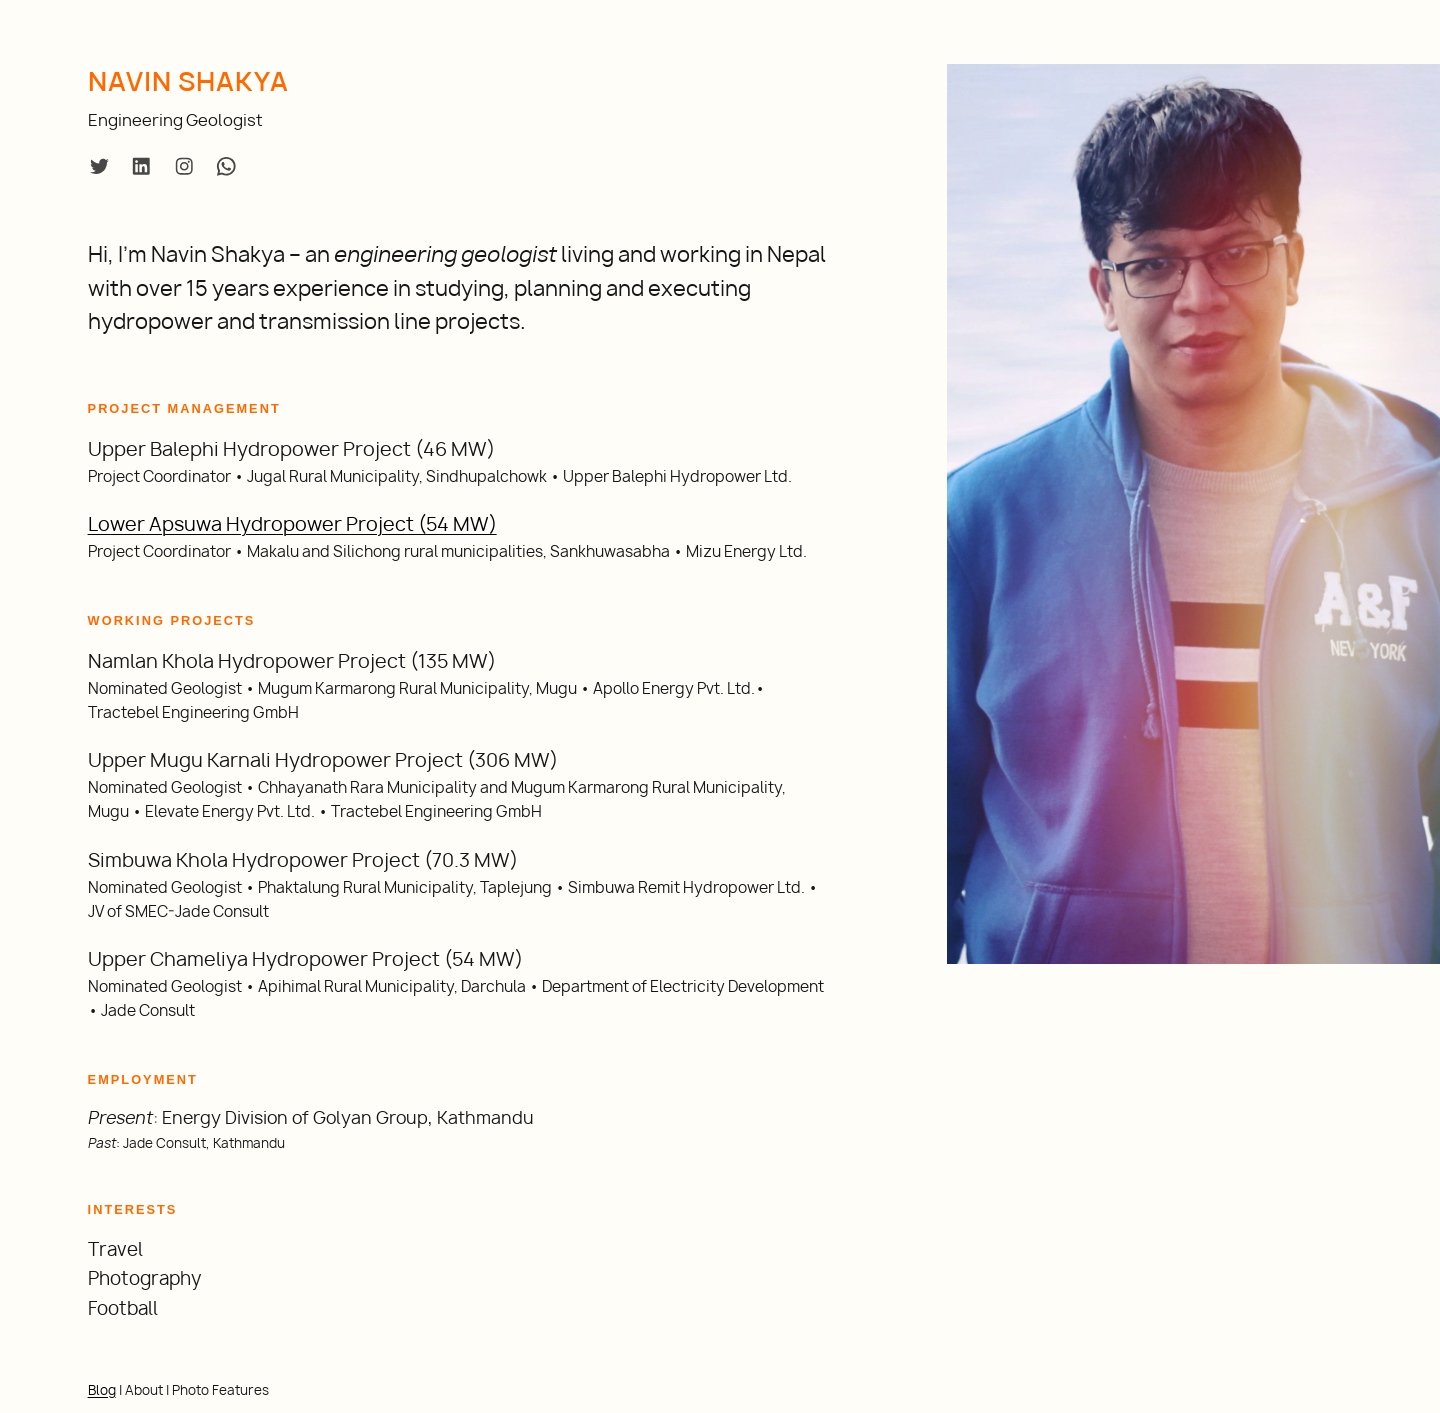 NAVIN SHAKYA
Engineering Geologist
Hi, I’m Navin Shakya – an engineering geologist living and working in Nepal
with over 15 years experience in studying, planning and executing
hydropower and transmission line projects.
PROJECT MANAGEMENT
Upper Balephi Hydropower Project (46 MW)
Project Coordinator • Jugal Rural Municipality, Sindhupalchowk • Upper Balephi Hydropower Ltd.
Lower Apsuwa Hydropower Project (54 MW)
Project Coordinator • Makalu and Silichong rural municipalities, Sankhuwasabha • Mizu Energy Ltd.
WORKING PROJECTS
Namlan Khola Hydropower Project (135 MW)
Nominated Geologist • Mugum Karmarong Rural Municipality, Mugu • Apollo Energy Pvt. Ltd.•
Tractebel Engineering GmbH
Upper Mugu Karnali Hydropower Project (306 MW)
Nominated Geologist • Chhayanath Rara Municipality and Mugum Karmarong Rural Municipality,
Mugu • Elevate Energy Pvt. Ltd. • Tractebel Engineering GmbH
Simbuwa Khola Hydropower Project (70.3 MW)
Nominated Geologist • Phaktalung Rural Municipality, Taplejung • Simbuwa Remit Hydropower Ltd. •
JV of SMEC-Jade Consult
Upper Chameliya Hydropower Project (54 MW)
Nominated Geologist • Apihimal Rural Municipality, Darchula • Department of Electricity Development
• Jade Consult
EMPLOYMENT
Present: Energy Division of Golyan Group, Kathmandu
Past: Jade Consult, Kathmandu
INTERESTS
Travel
Photography
Football
Blog | About | Photo Features
A&F
NEW YORK